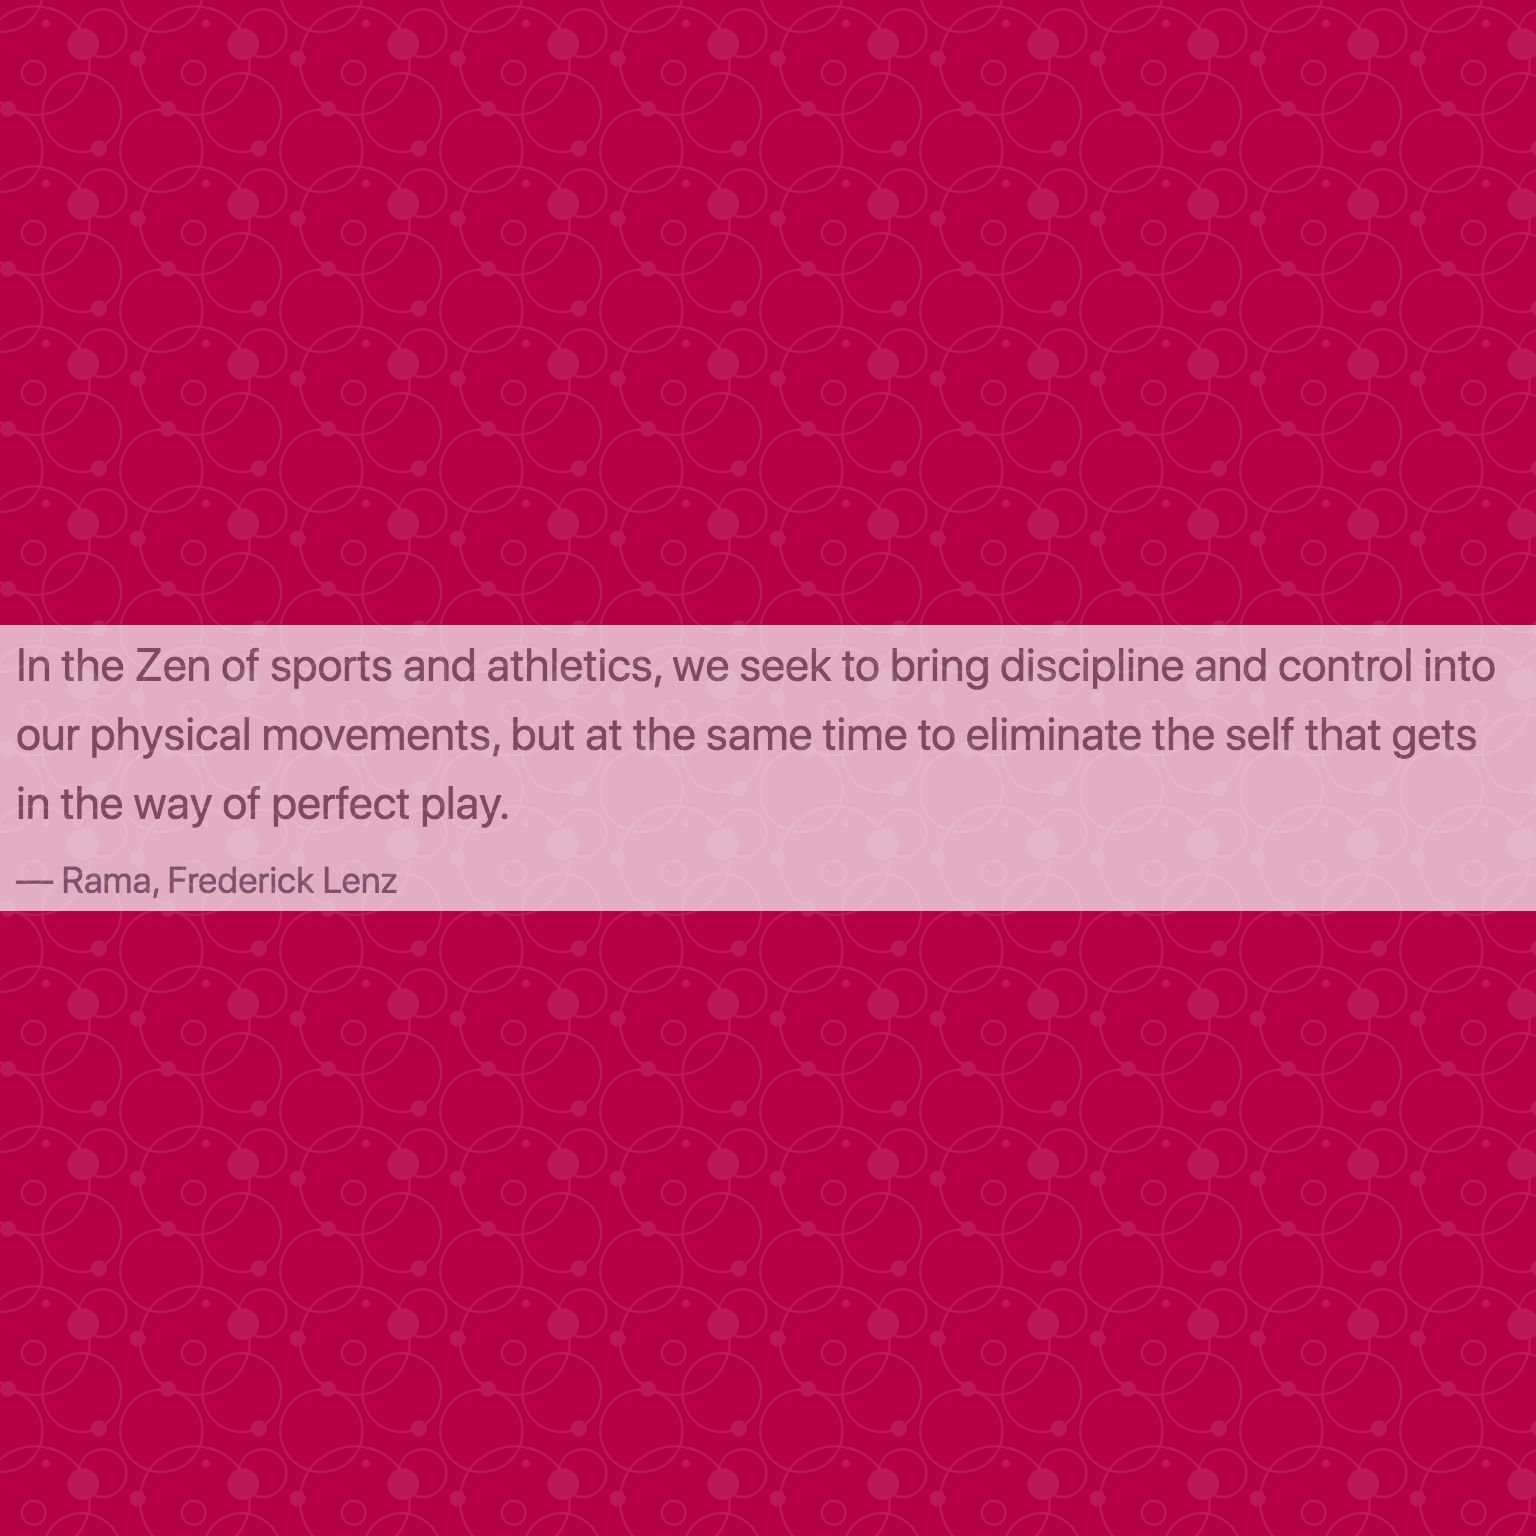 In the Zen of sports and athletics, we seek to bring discipline and control into
our physical movements, but at the same time to eliminate the self that gets
in the way of perfect play.
— Rama, Frederick Lenz